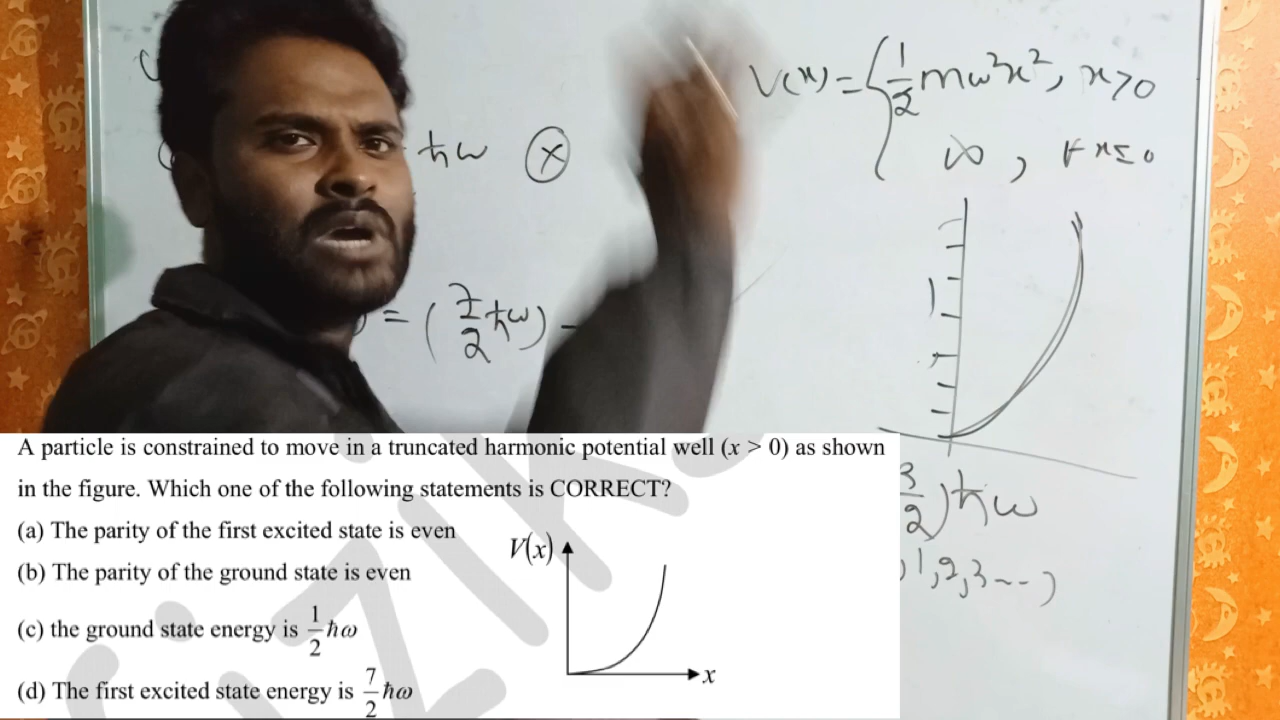 V(x) = { 1/2 mω²x², x>0
∞, ∀ x≤0
ħω ⊗
= (7/2 ħω) -
3/2) ħω
, 1, 2, 3 --- )
A particle is constrained to move in a truncated harmonic potential well (x > 0) as shown
in the figure. Which one of the following statements is CORRECT?
(a) The parity of the first excited state is even
(b) The parity of the ground state is even
(c) the ground state energy is 1/2 ħω
(d) The first excited state energy is 7/2 ħω
V(x)
x